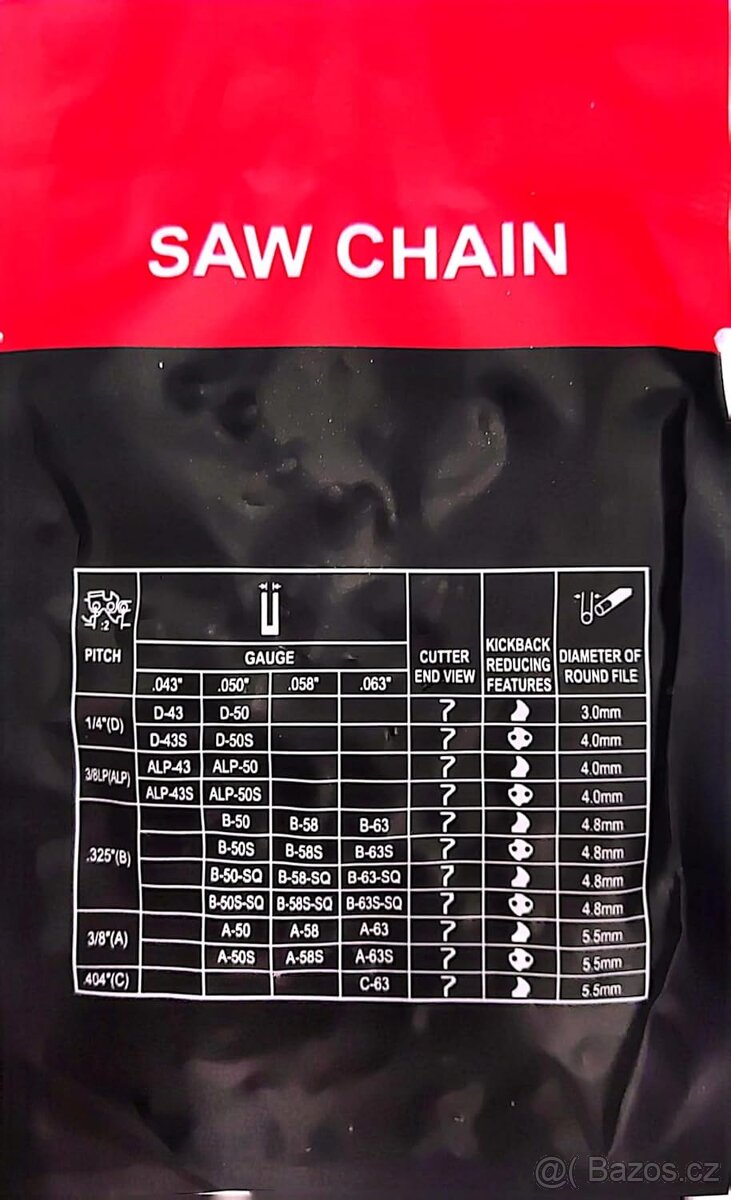 SAW CHAIN
:2
PITCH
GAUGE
CUTTER
END VIEW
KICKBACK
REDUCING
FEATURES
DIAMETER OF
ROUND FILE
.043" .050" .058" .063"
1/4"(D)
D-43 D-50 3.0mm
D-43S D-50S 4.0mm
3/8LP(ALP)
ALP-43 ALP-50 4.0mm
ALP-43S ALP-50S 4.0mm
.325"(B)
B-50 B-58 B-63 4.8mm
B-50S B-58S B-63S 4.8mm
B-50-SQ B-58-SQ B-63-SQ 4.8mm
B-50S-SQ B-58S-SQ B-63S-SQ 4.8mm
3/8"(A)
A-50 A-58 A-63 5.5mm
A-50S A-58S A-63S 5.5mm
.404"(C) C-63 5.5mm
@( Bazos.cz